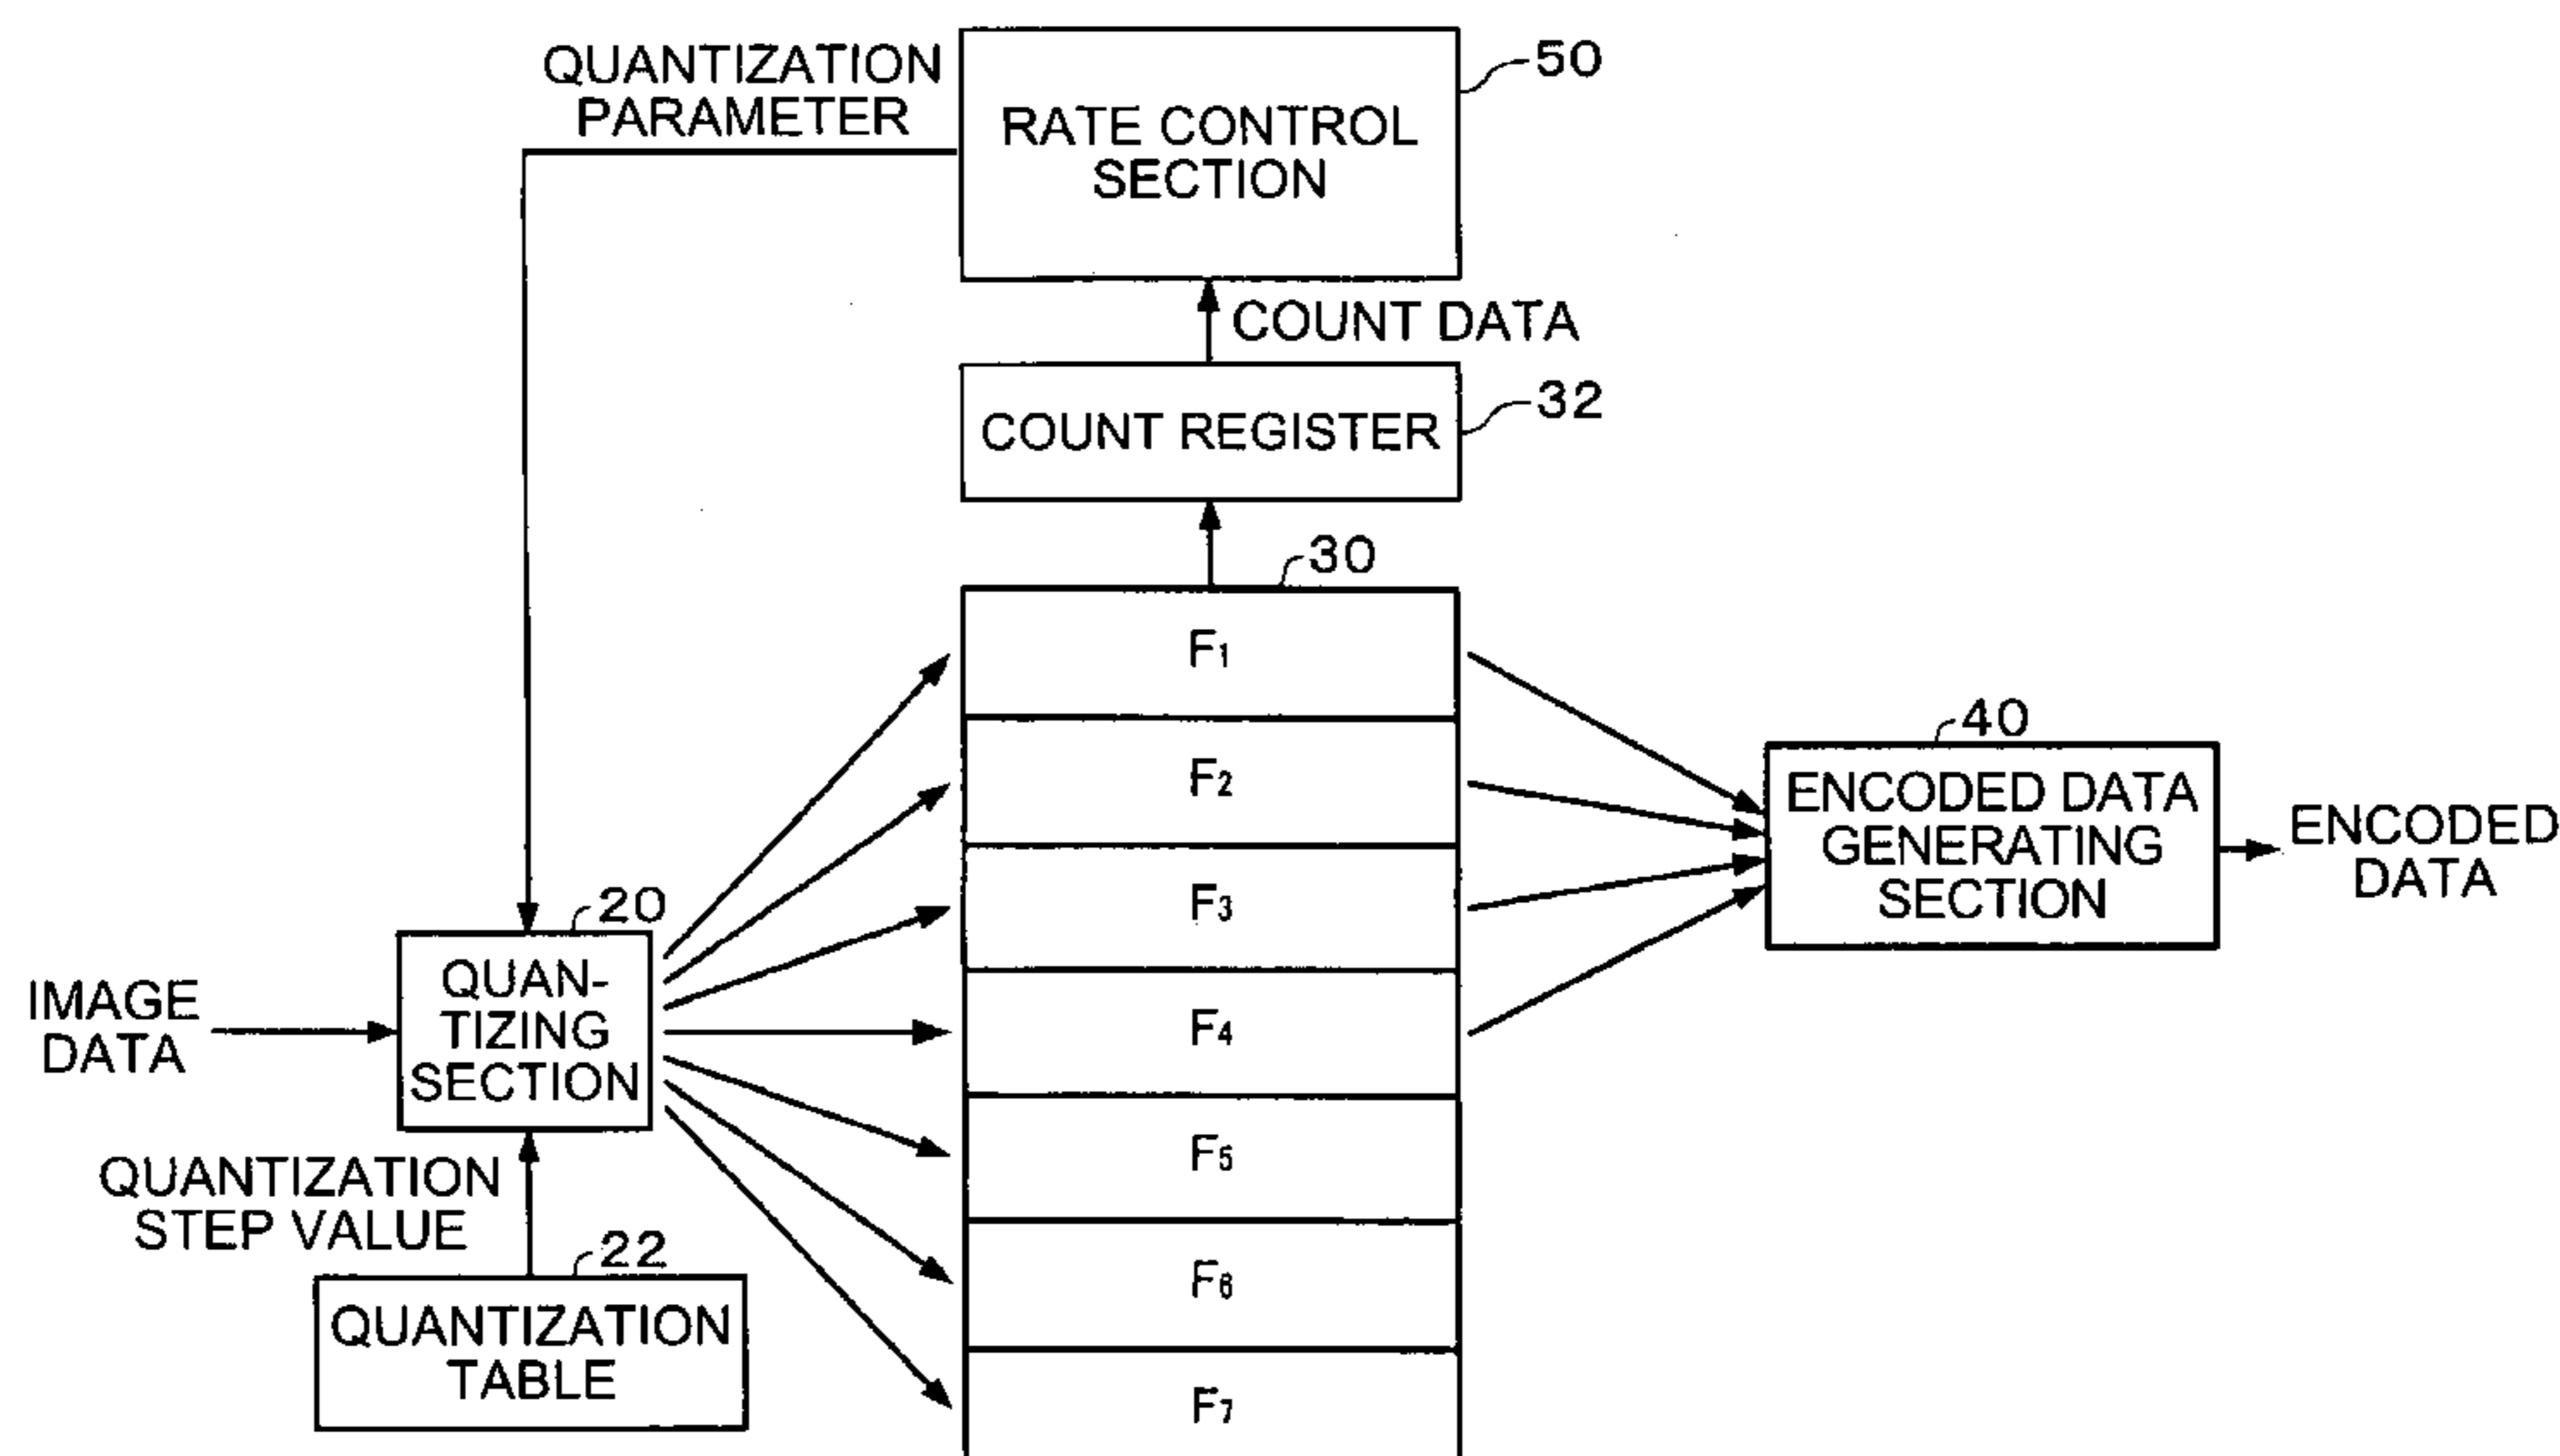 QUANTIZATION
PARAMETER
50
RATE CONTROL
SECTION
COUNT DATA
32
COUNT REGISTER
30
F1
F2
F3
F4
F5
F6
F7
40
ENCODED DATA
GENERATING
SECTION
ENCODED
DATA
20
QUAN-
TIZING
SECTION
IMAGE
DATA
QUANTIZATION
STEP VALUE
22
QUANTIZATION
TABLE